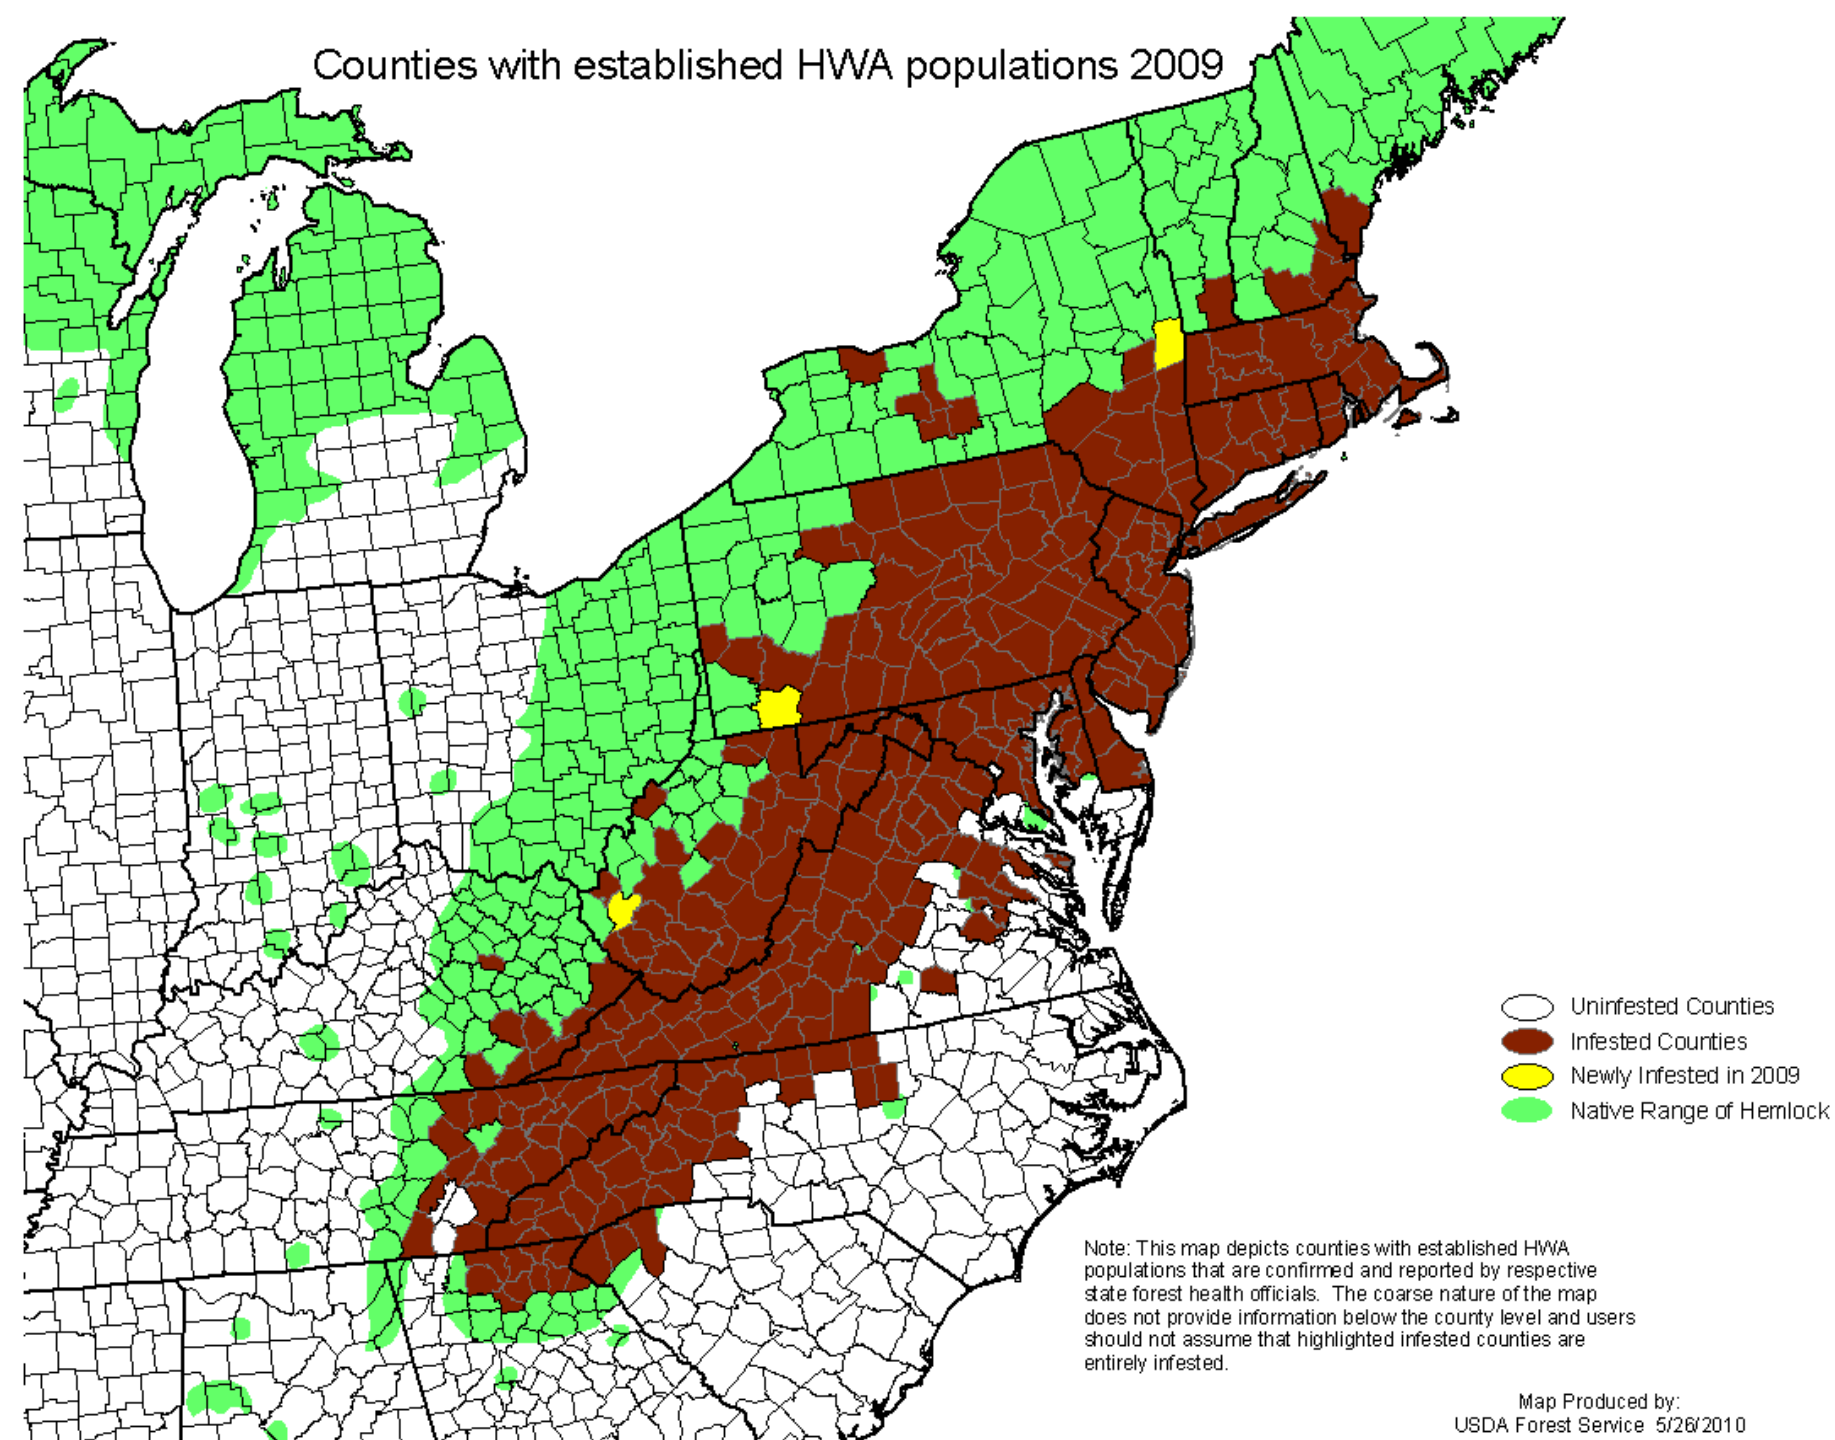 Counties with established HWA populations 2009
Uninfested Counties
Infested Counties
Newly Infested in 2009
Native Range of Hemlock
Note: This map depicts counties with established HWA
populations that are confirmed and reported by respective
state forest health officials. The coarse nature of the map
does not provide information below the county level and users
should not assume that highlighted infested counties are
entirely infested.
Map Produced by:
USDA Forest Service 5/26/2010